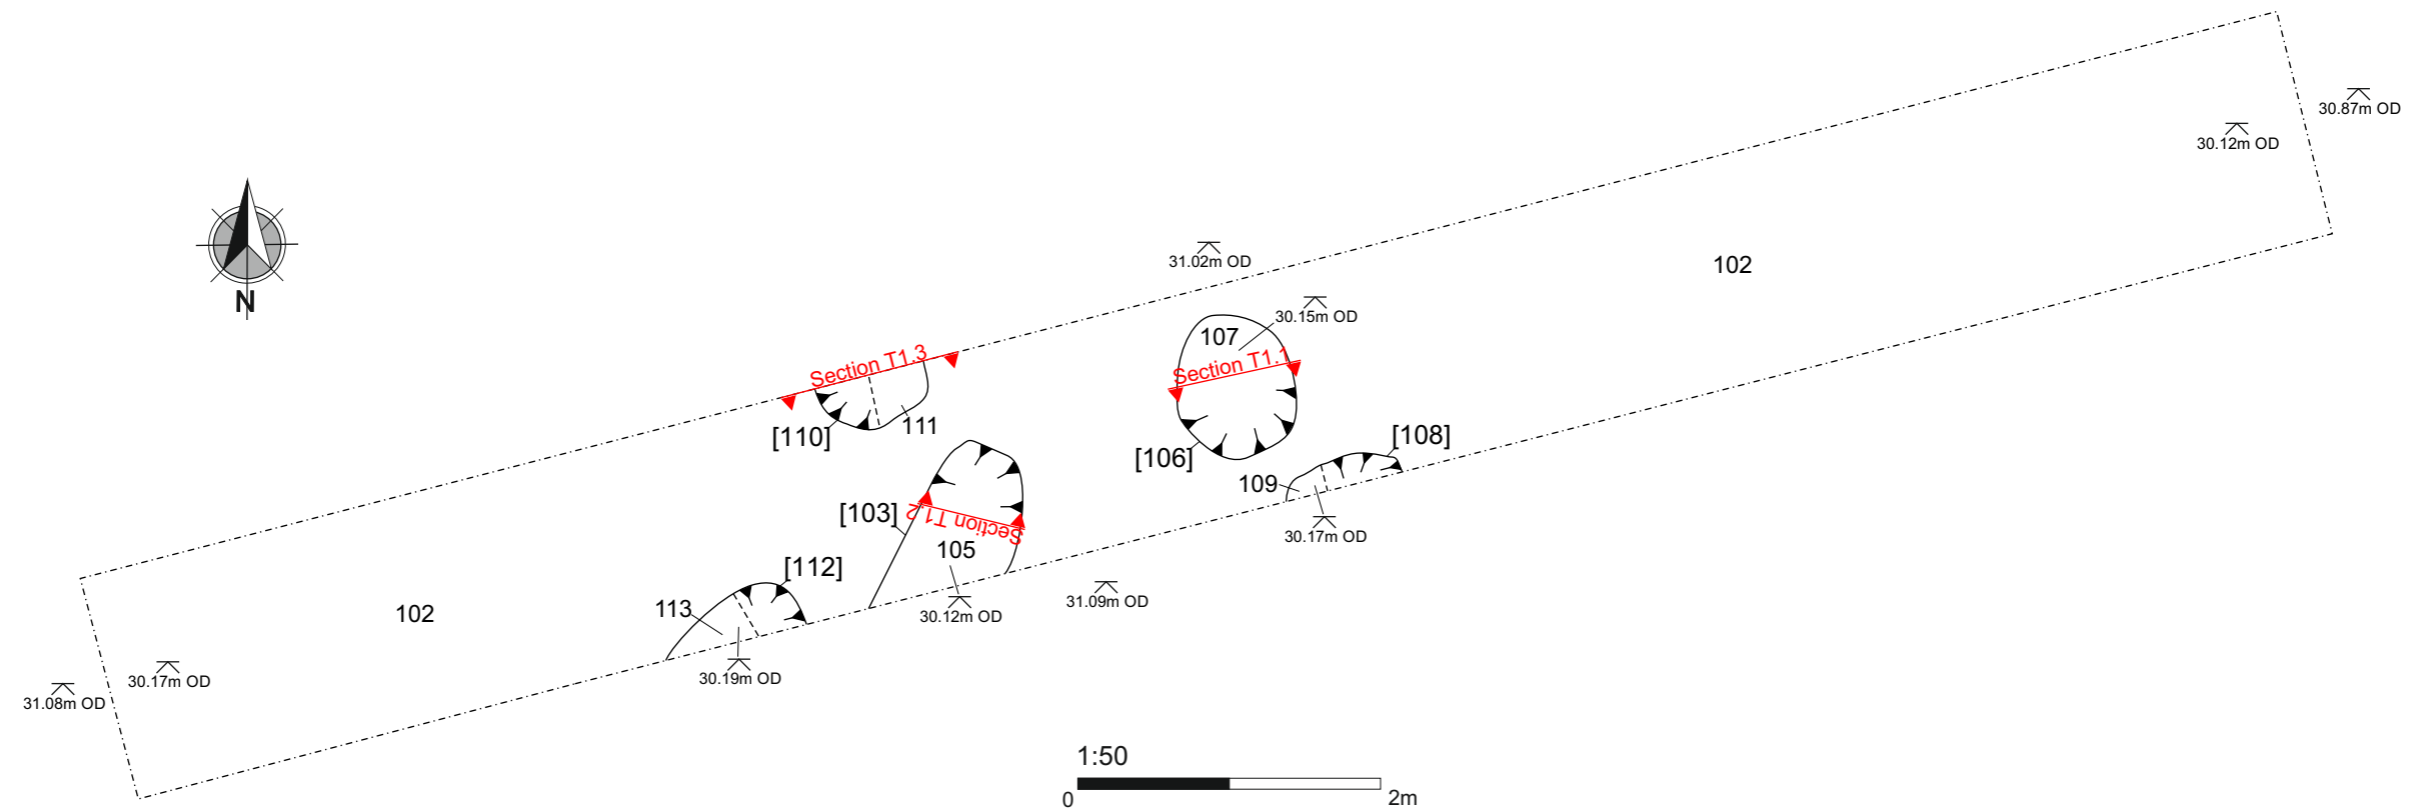 30.87m OD
30.12m OD
31.02m OD
102
N
30.15m OD
107
Section T1.3
Section T1.1
[110]
111
[106]
[108]
109
[103]
Section T1.2
30.17m OD
105
[112]
113
31.09m OD
30.12m OD
102
30.17m OD
30.19m OD
31.08m OD
1:50
0
2m